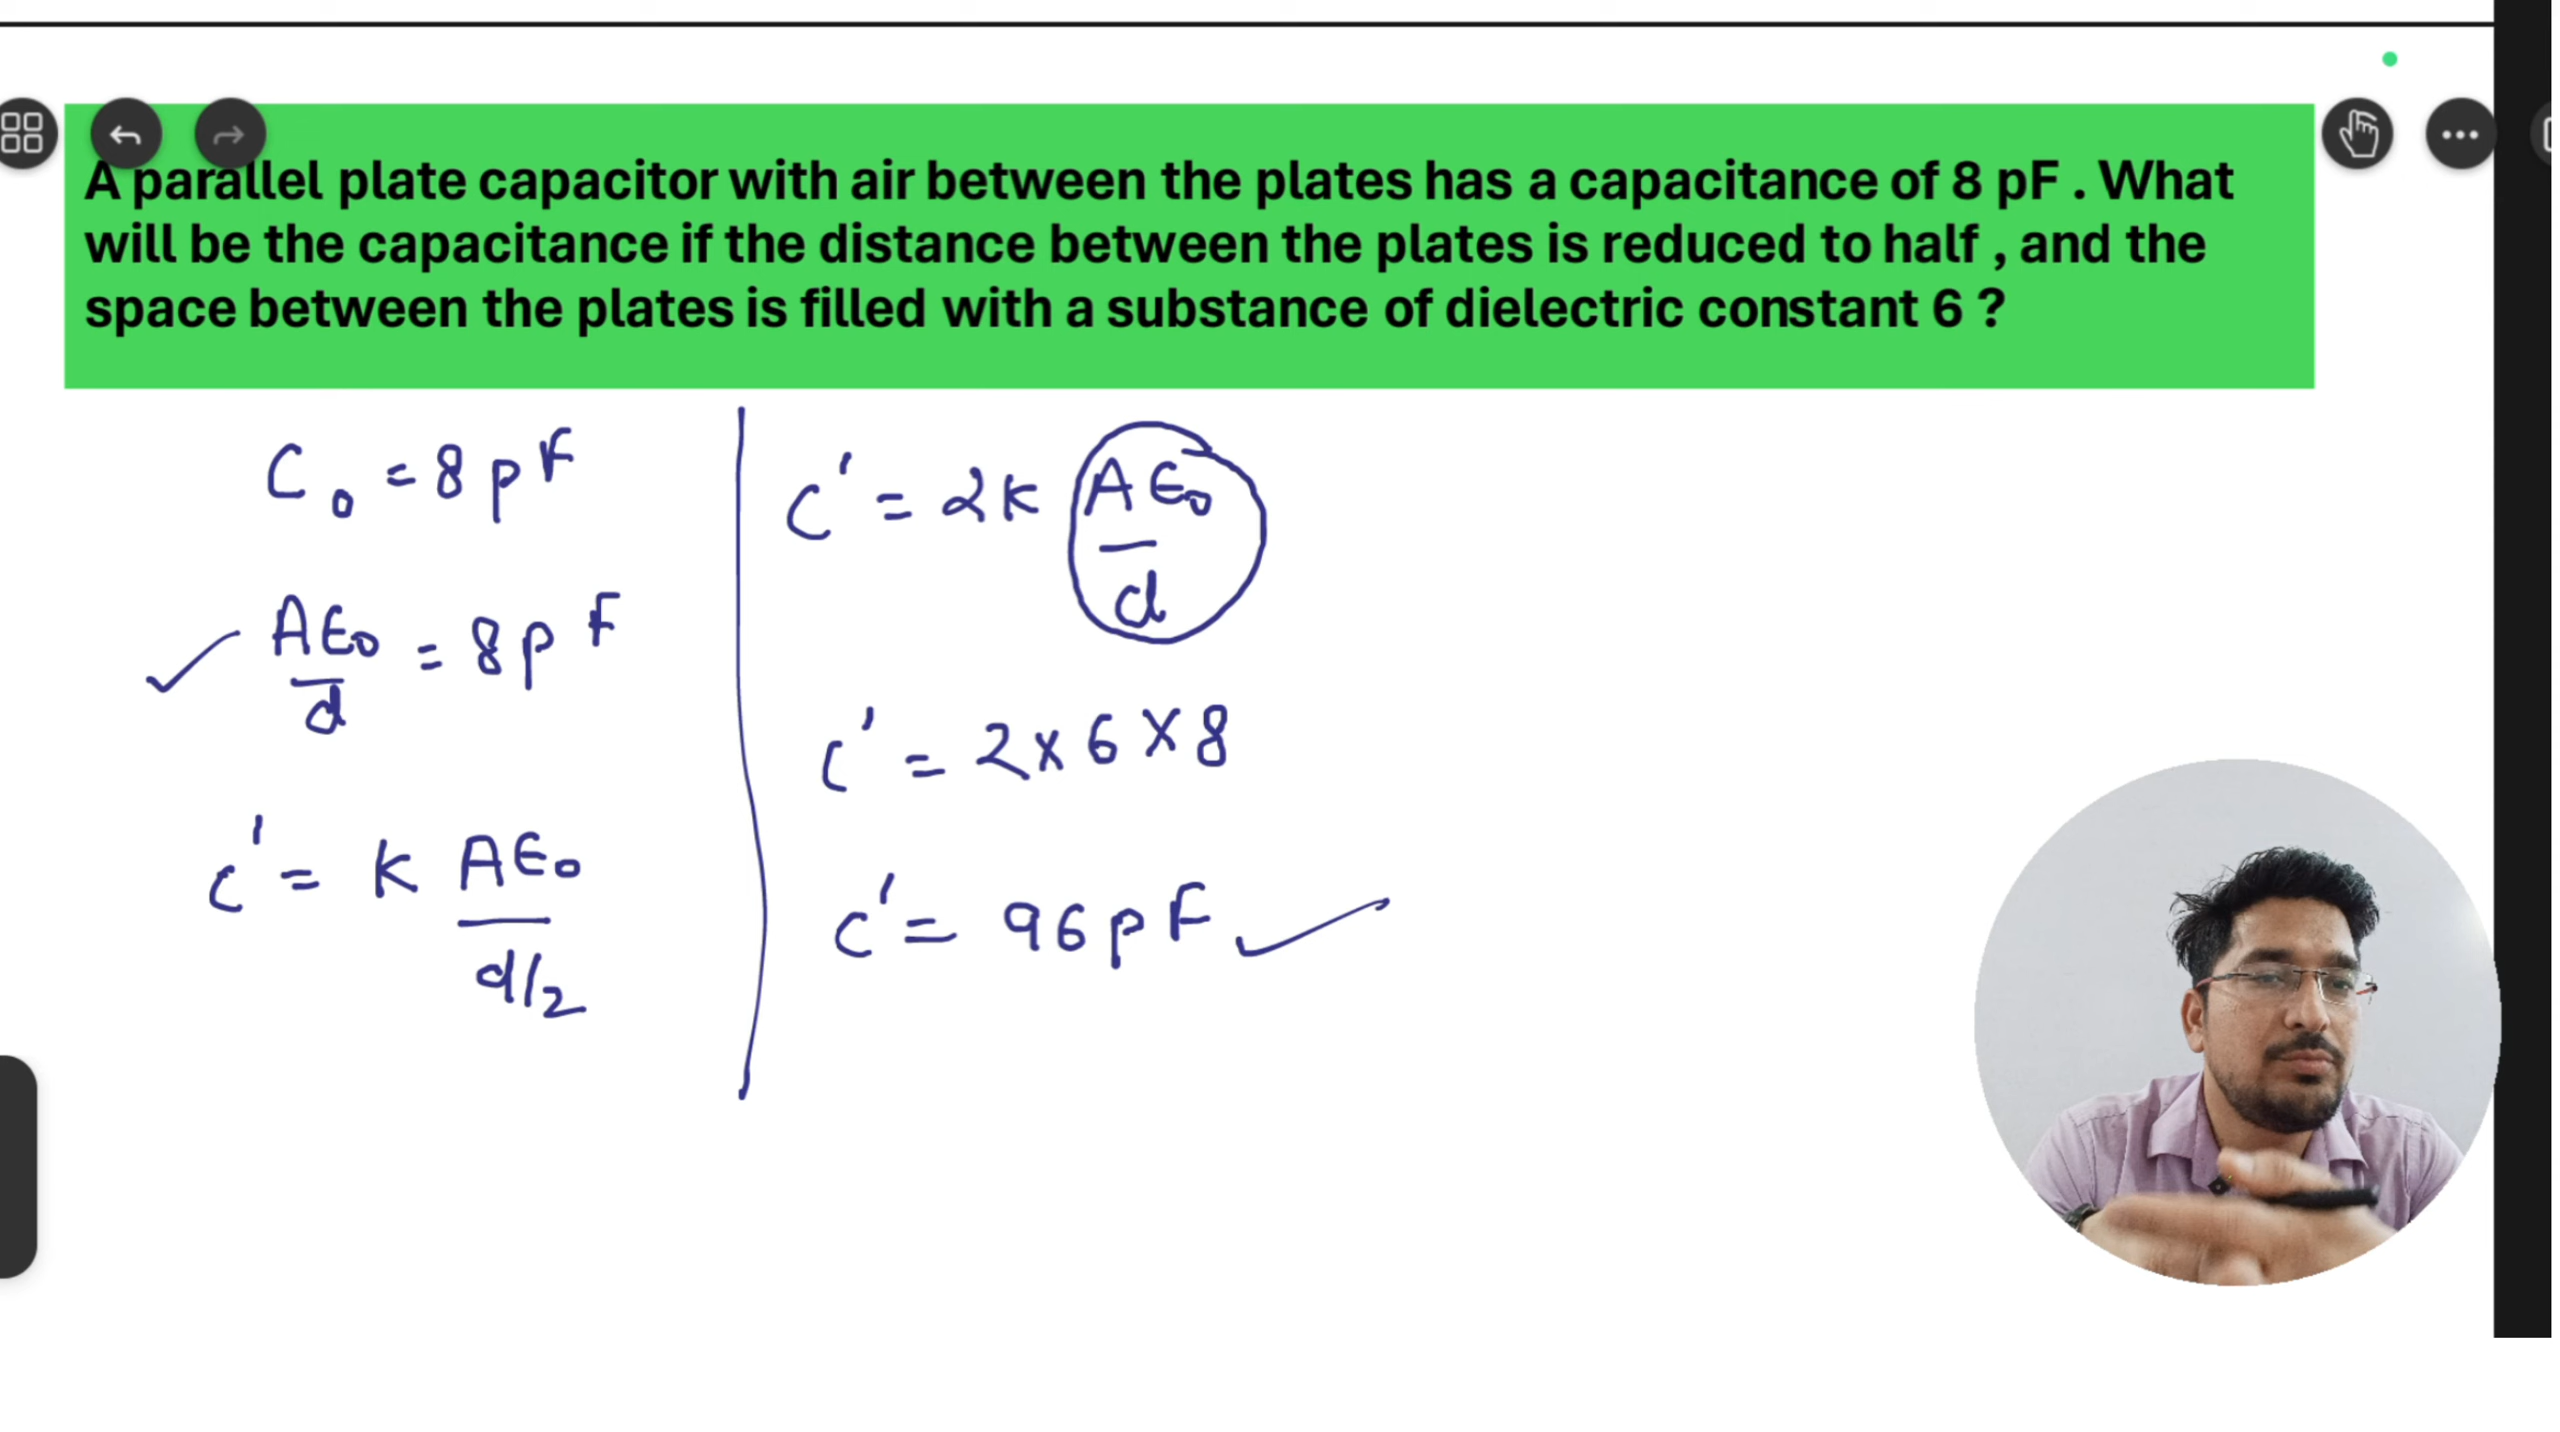 A parallel plate capacitor with air between the plates has a capacitance of 8 pF . What
will be the capacitance if the distance between the plates is reduced to half , and the
space between the plates is filled with a substance of dielectric constant 6 ?
C₀ = 8 pF
Aϵ₀/d = 8 pF
C' = K Aϵ₀/(d/2)
C' = 2K Aϵ₀/d
C' = 2 × 6 × 8
C' = 96 pF